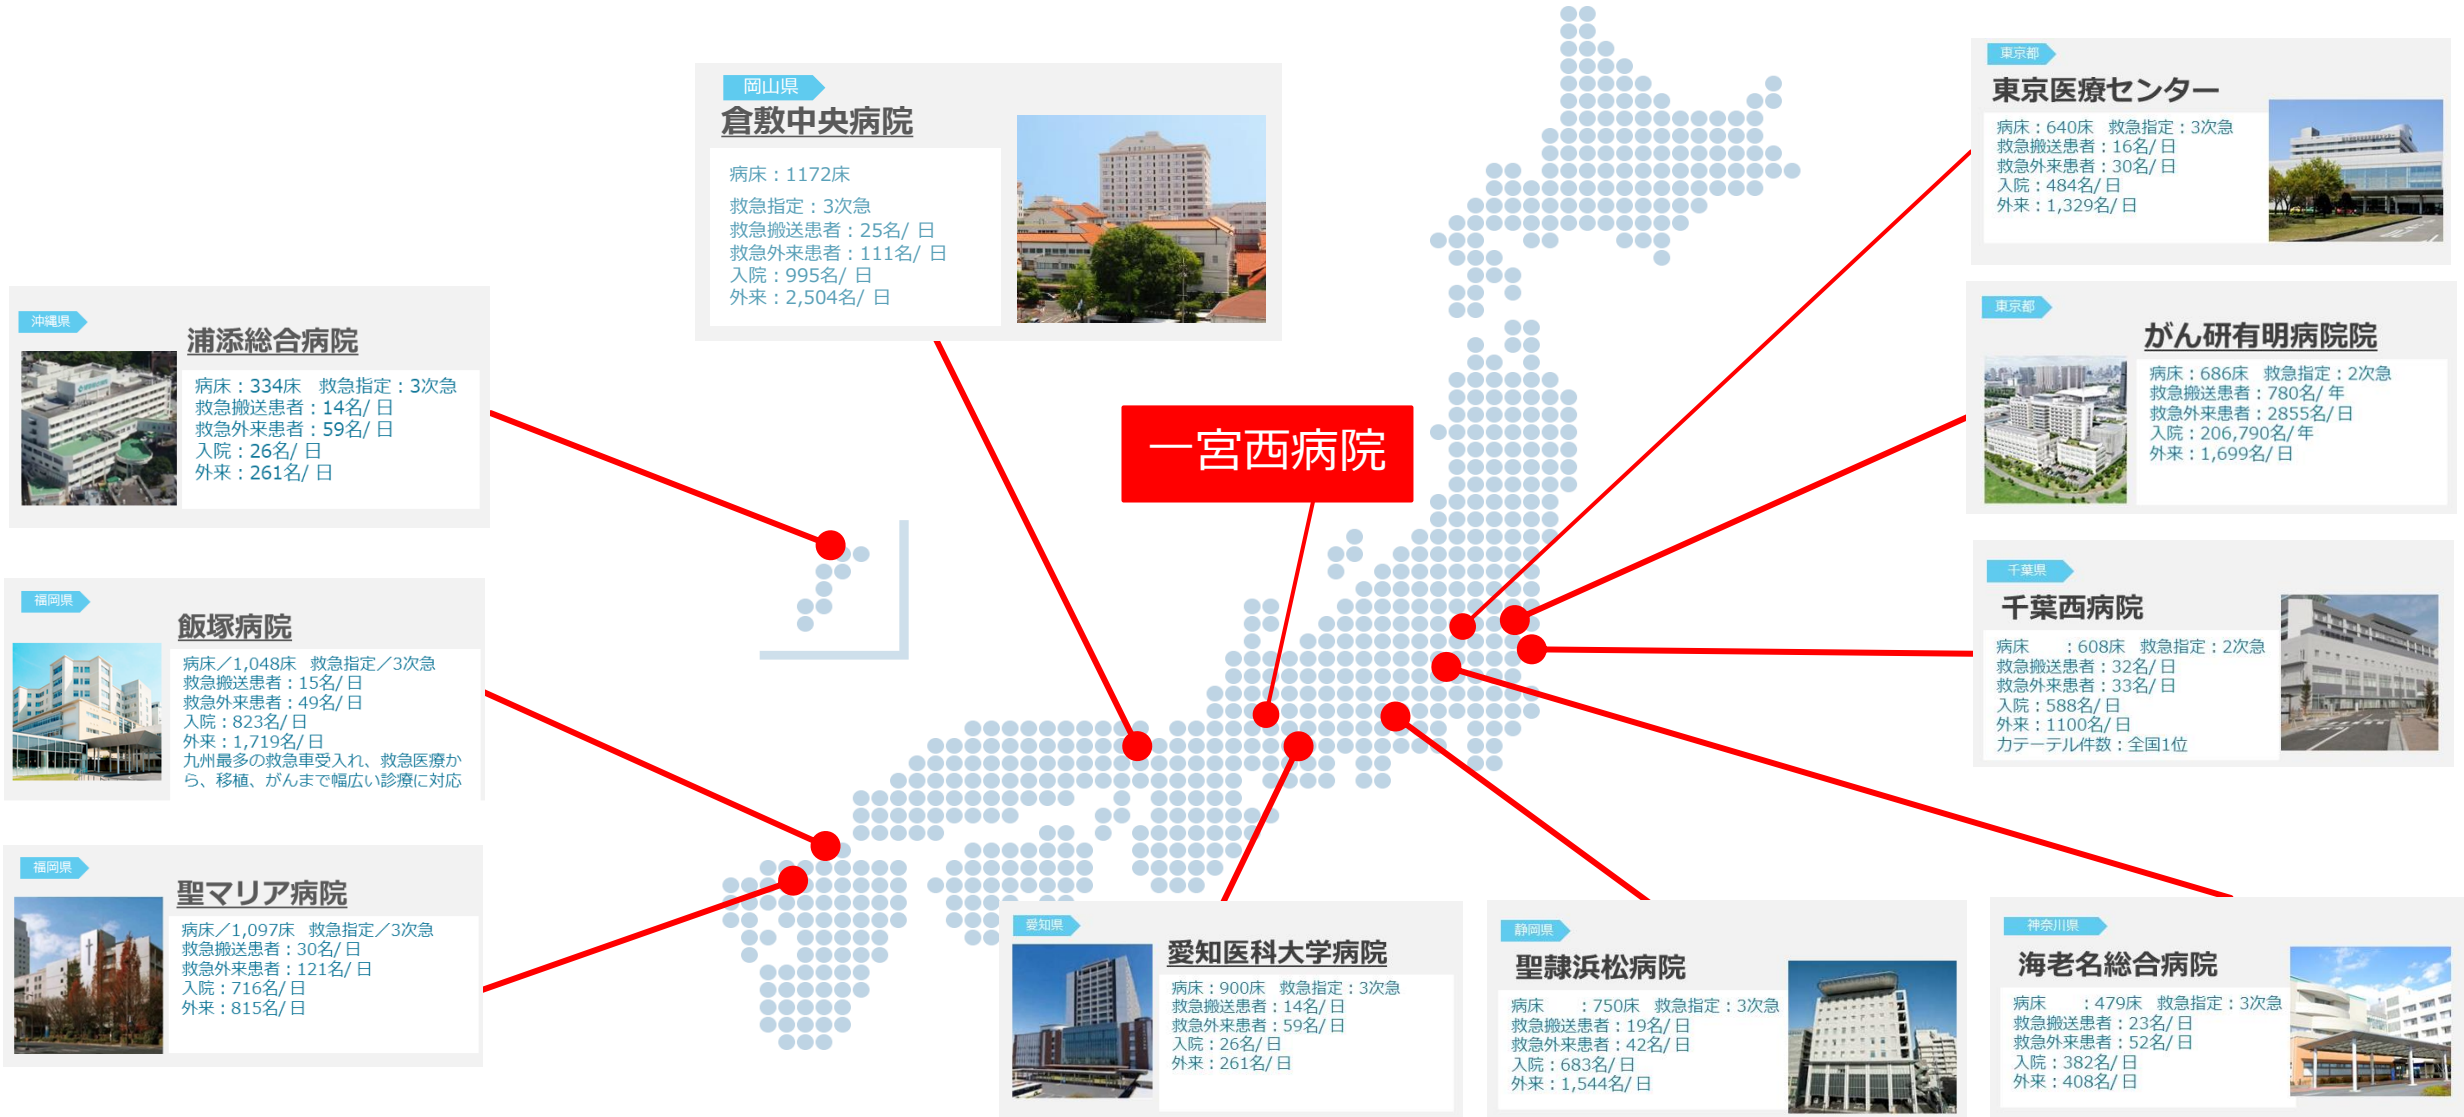 岡山県
倉敷中央病院
病床：1172床
救急指定：3次急
救急搬送患者：25名/ 日
救急外来患者：111名/ 日
入院：995名/ 日
外来：2,504名/ 日
東京都
東京医療センター
病床：640床 救急指定：3次急
救急搬送患者：16名/ 日
救急外来患者：30名/ 日
入院：484名/ 日
外来：1,329名/ 日
沖縄県
浦添総合病院
病床：334床 救急指定：3次急
救急搬送患者：14名/ 日
救急外来患者：59名/ 日
入院：26名/ 日
外来：261名/ 日
東京都
がん研有明病院院
病床：686床 救急指定：2次急
救急搬送患者：780名/ 年
救急外来患者：2855名/ 日
入院：206,790名/ 年
外来：1,699名/ 日
一宮西病院
福岡県
飯塚病院
病床／1,048床 救急指定／3次急
救急搬送患者：15名/ 日
救急外来患者：49名/ 日
入院：823名/ 日
外来：1,719名/ 日
九州最多の救急車受入れ、救急医療か
ら、移植、がんまで幅広い診療に対応
千葉県
千葉西病院
病床 ：608床 救急指定：2次急
救急搬送患者：32名/ 日
救急外来患者：33名/ 日
入院：588名/ 日
外来：1100名/ 日
カテーテル件数：全国1位
福岡県
聖マリア病院
病床／1,097床 救急指定／3次急
救急搬送患者：30名/ 日
救急外来患者：121名/ 日
入院：716名/ 日
外来：815名/ 日
愛知県
愛知医科大学病院
病床：900床 救急指定：3次急
救急搬送患者：14名/ 日
救急外来患者：59名/ 日
入院：26名/ 日
外来：261名/ 日
静岡県
聖隷浜松病院
病床 ：750床 救急指定：3次急
救急搬送患者：19名/ 日
救急外来患者：42名/ 日
入院：683名/ 日
外来：1,544名/ 日
神奈川県
海老名総合病院
病床 ：479床 救急指定：3次急
救急搬送患者：23名/ 日
救急外来患者：52名/ 日
入院：382名/ 日
外来：408名/ 日